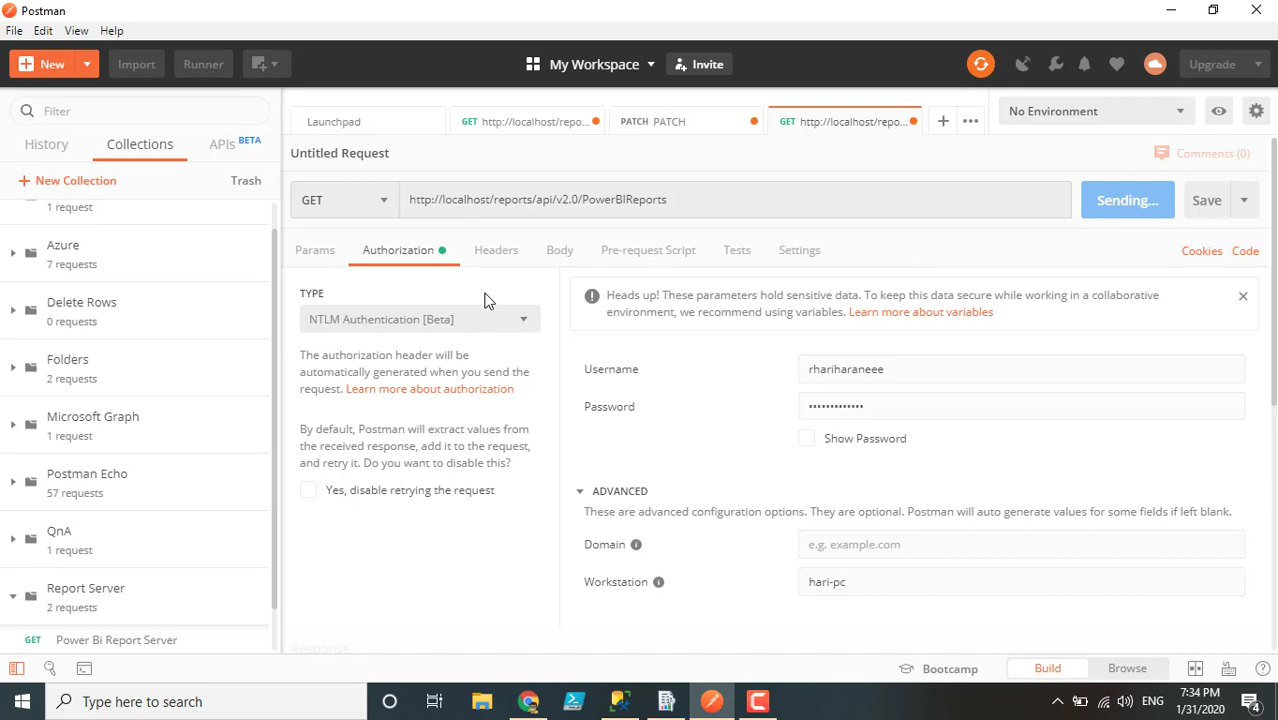 Postman
File Edit View Help
New Import Runner My Workspace Invite Upgrade
Filter
History Collections APIs BETA
New Collection Trash
1 request
Azure
7 requests
Delete Rows
0 requests
Folders
2 requests
Microsoft Graph
1 request
Postman Echo
57 requests
QnA
1 request
Report Server
2 requests
GET Power Bi Report Server
Launchpad GET http://localhost/repo... PATCH PATCH GET http://localhost/repo... No Environment
Untitled Request Comments (0)
GET http://localhost/reports/api/v2.0/PowerBIReports Sending... Save
Params Authorization Headers Body Pre-request Script Tests Settings Cookies Code
TYPE
NTLM Authentication [Beta]
The authorization header will be
automatically generated when you send the
request. Learn more about authorization
By default, Postman will extract values from
the received response, add it to the request,
and retry it. Do you want to disable this?
Yes, disable retrying the request
Heads up! These parameters hold sensitive data. To keep this data secure while working in a collaborative
environment, we recommend using variables. Learn more about variables
Username rhariharaneee
Password •••••••••••••
Show Password
ADVANCED
These are advanced configuration options. They are optional. Postman will auto generate values for some fields if left blank.
Domain e.g. example.com
Workstation hari-pc
Response
Bootcamp Build Browse
Type here to search
ENG
7:34 PM
1/31/2020
4